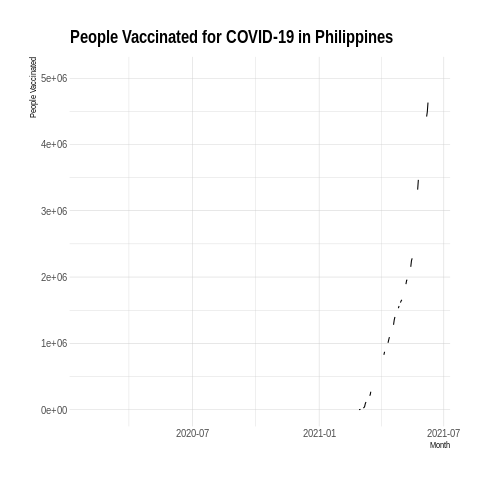 People Vaccinated for COVID-19 in Philippines
People Vaccinated
5e+06
4e+06
3e+06
2e+06
1e+06
0e+00
2020-07
2021-01
2021-07
Month